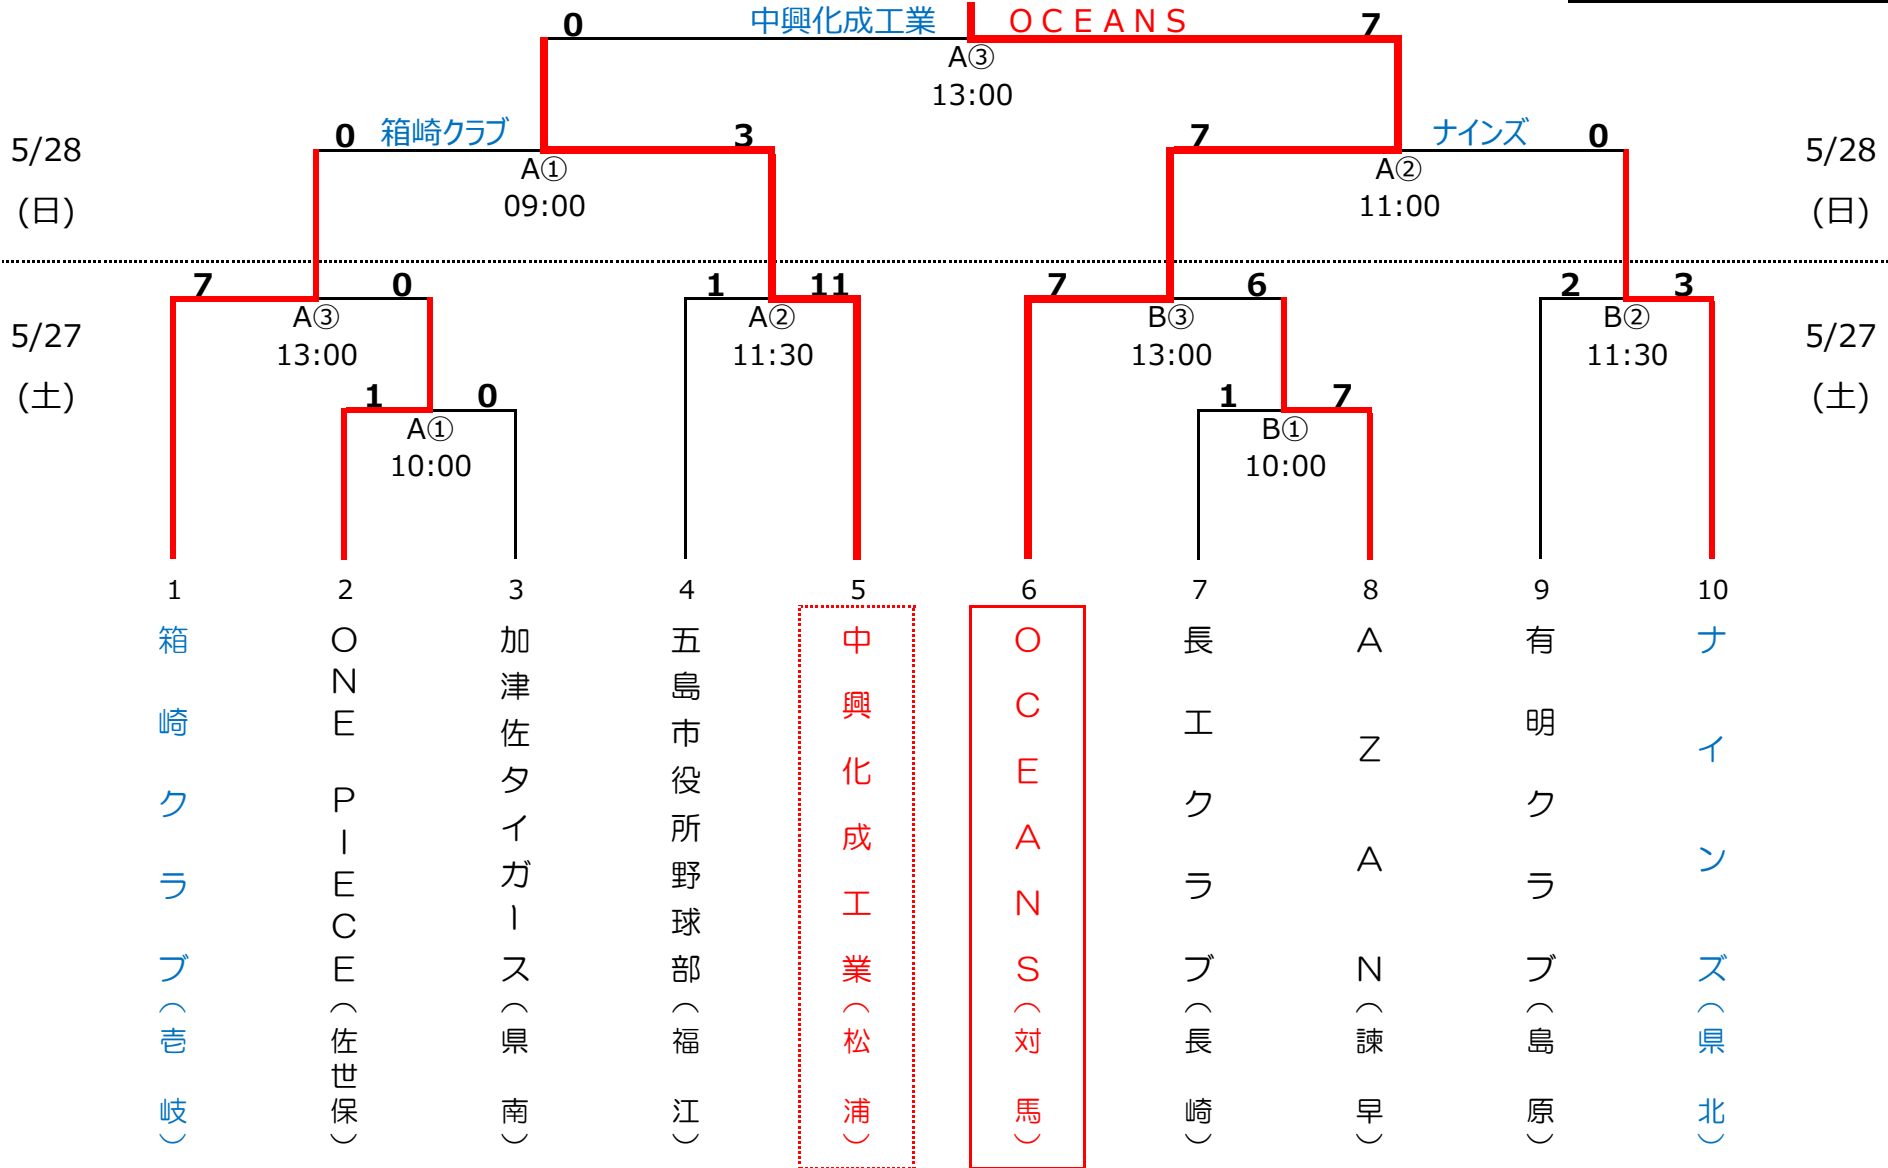 0 中興化成工業 OCEANS 7
A③
13:00
0 箱崎クラブ 3 7 ナインズ 0
5/28 5/28
A① A②
09:00 11:00
(日) (日)
7 0 1 11 7 6 2 3
A③ A② B③ B②
5/27 5/27
13:00 11:30 13:00 11:30
(土) (土)
1 0 1 7
A① B①
10:00 10:00
1 2 3 4 5 6 7 8 9 10
箱崎クラブ(壱岐)
ONE PIECE(佐世保)
加津佐タイガース(県南)
五島市役所野球部(福江)
中興化成工業(松浦)
OCEANS(対馬)
長工クラブ(長崎)
AZAN(諫早)
有明クラブ(島原)
ナインズ(県北)